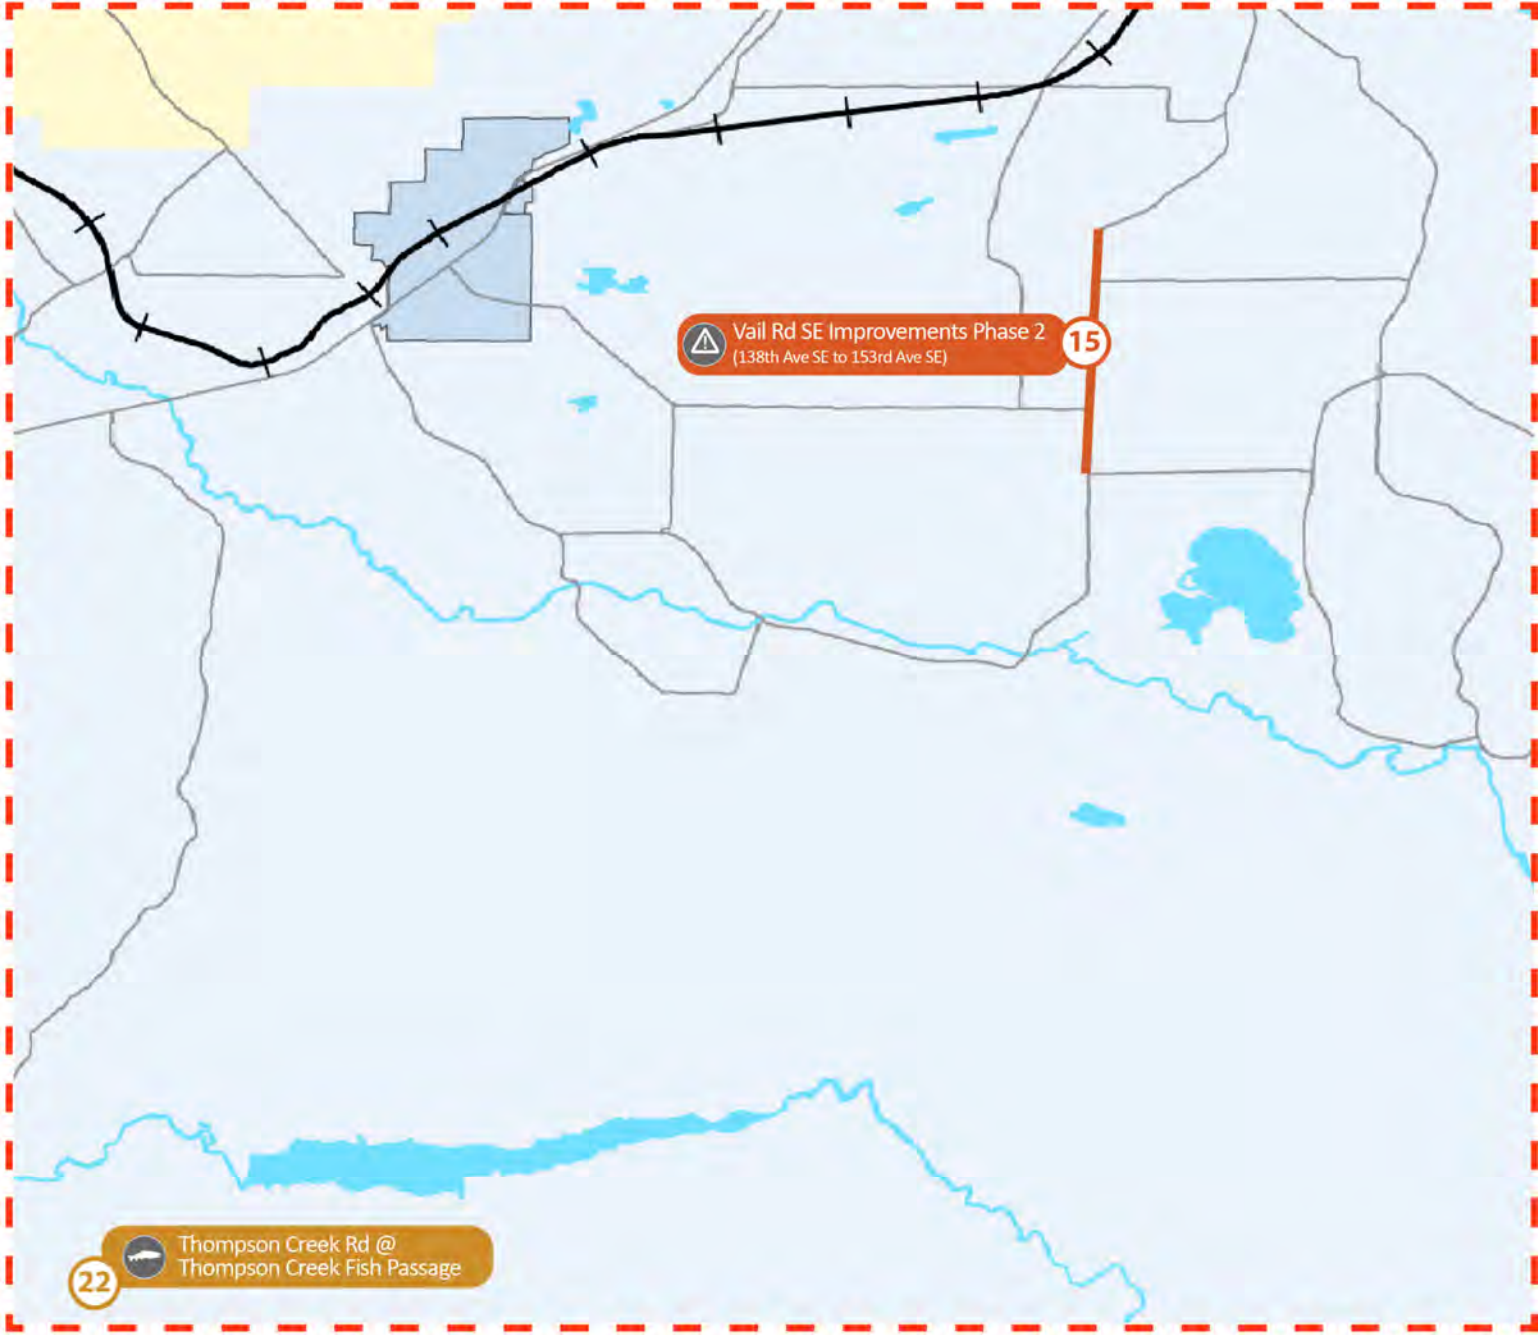 Vail Rd SE Improvements Phase 2
(138th Ave SE to 153rd Ave SE)
15
Thompson Creek Rd @
Thompson Creek Fish Passage
22